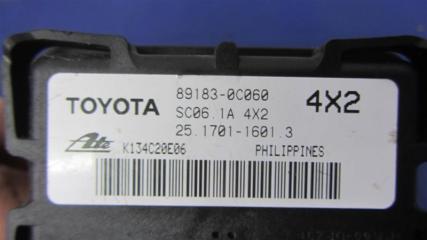 TOYOTA 89183-0C060 4X2
SC06.1A 4X2
25.1701-1601.3
Ate K134C20E06 PHILIPPINES